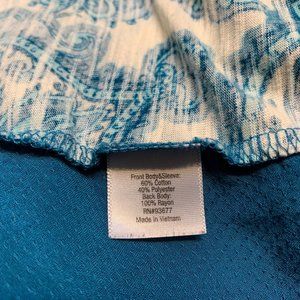 Front Body&Sleeve:
60% Cotton
40% Polyester
Back Body:
100% Rayon
RN#93677
Made in Vietnam